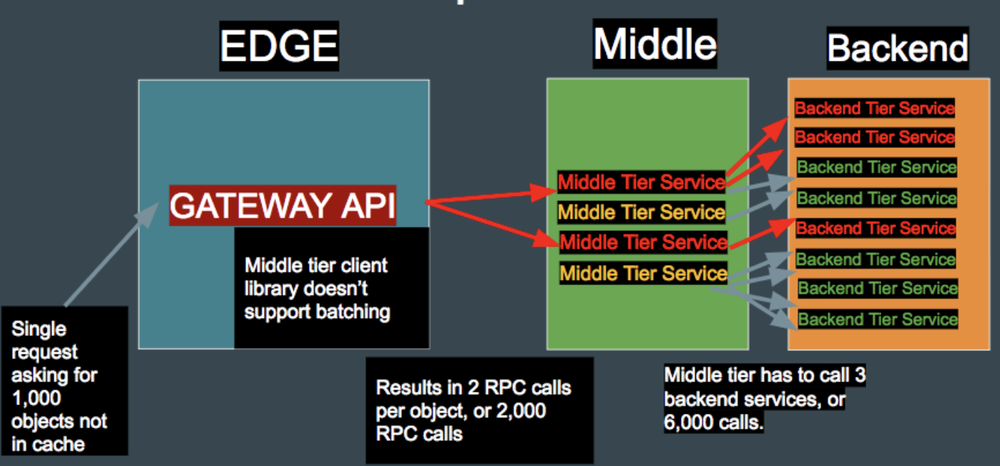 EDGE
Middle
Backend
GATEWAY API
Middle tier client
library doesn't
support batching
Single
request
asking for
1,000
objects not
in cache
Results in 2 RPC calls
per object, or 2,000
RPC calls
Middle Tier Service
Middle Tier Service
Middle Tier Service
Middle Tier Service
Middle tier has to call 3
backend services, or
6,000 calls.
Backend Tier Service
Backend Tier Service
Backend Tier Service
Backend Tier Service
Backend Tier Service
Backend Tier Service
Backend Tier Service
Backend Tier Service